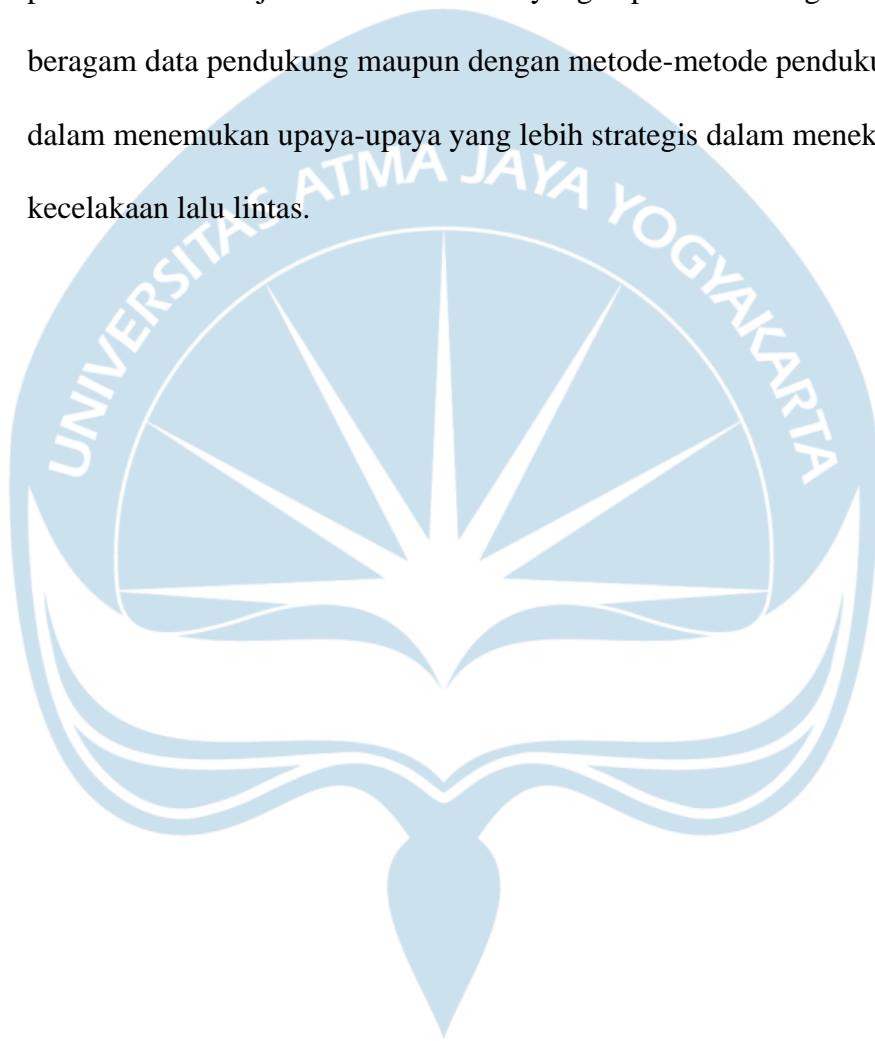 yang
beragam data pendukung maupun dengan metode-metode penduku
dalam menemukan upaya-upaya yang lebih strategis dalam menek
kecelakaan lalu lintas.
UNIVERSITAS ATMA JAYA YOGYAKARTA